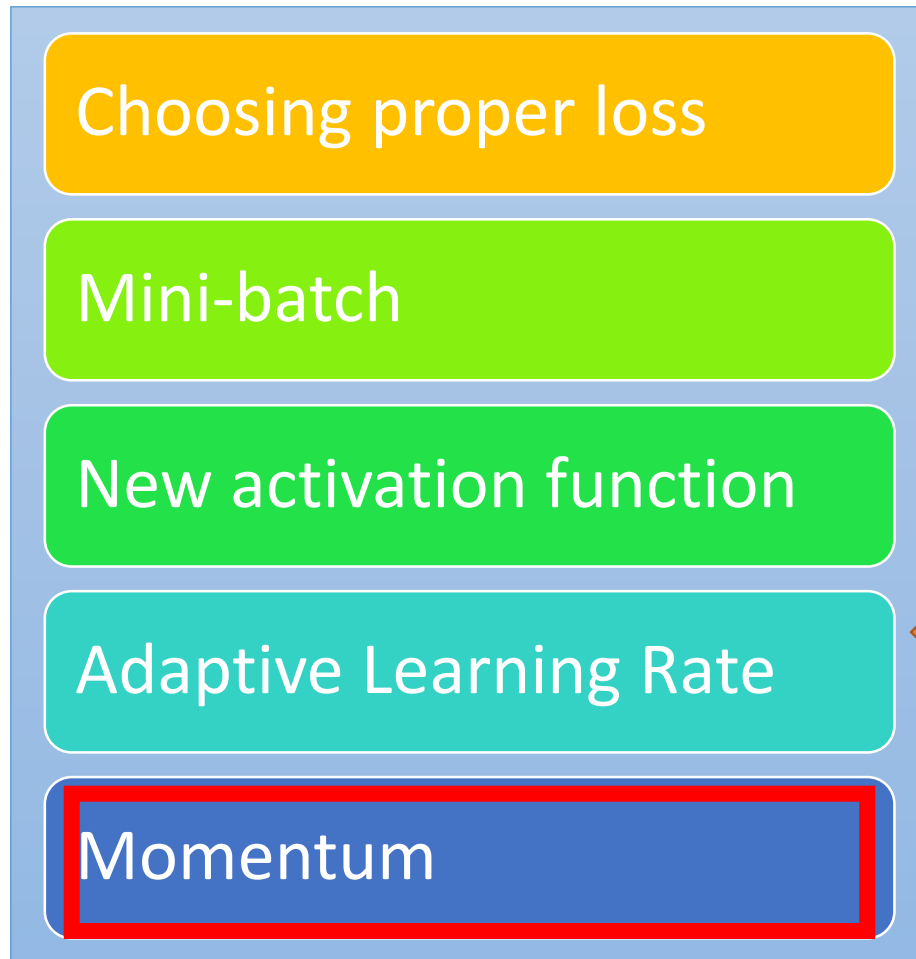 Choosing proper loss
Mini-batch
New activation function
Adaptive Learning Rate
Momentum